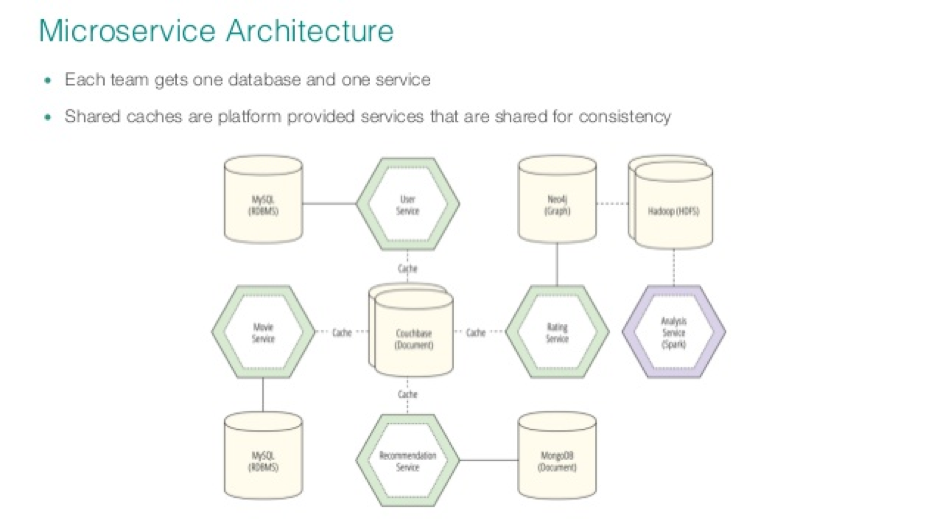 Microservice Architecture
• Each team gets one database and one service
• Shared caches are platform provided services that are shared for consistency
MySQL
(RDBMS)
User
Service
Neo4j
(Graph)
Hadoop (HDFS)
Cache
Movie
Service
Cache
Couchbase
(Document)
Cache
Rating
Service
Analysis
Service
(Spark)
Cache
MySQL
(RDBMS)
Recommendation
Service
MongoDB
(Document)